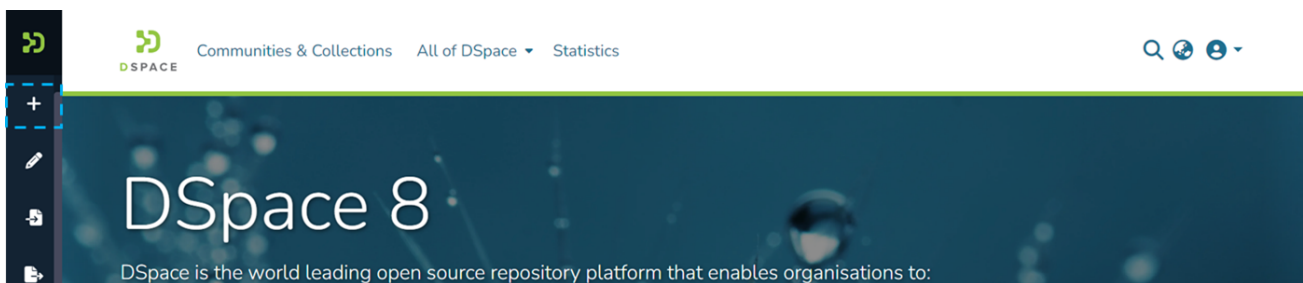 DSPACE
Communities & Collections All of DSpace Statistics
DSpace 8
DSpace is the world leading open source repository platform that enables organisations to: